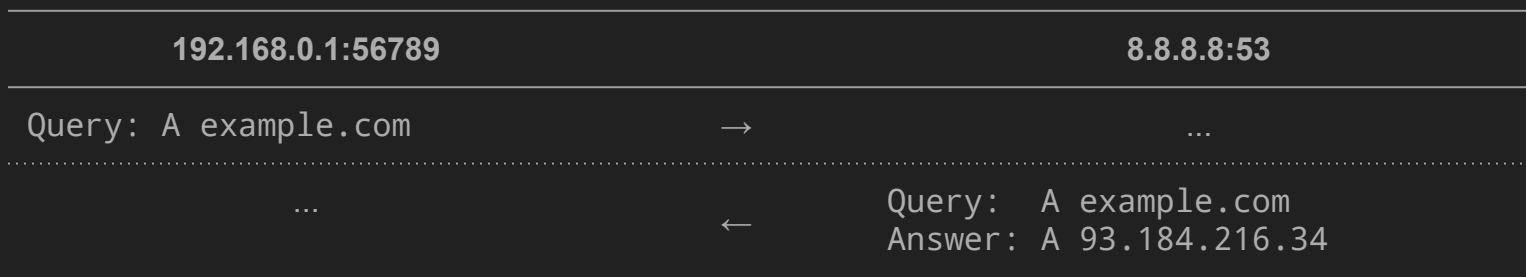 192.168.0.1:56789 8.8.8.8:53
Query: A example.com → ...
... ← Query:  A example.com
Answer: A 93.184.216.34